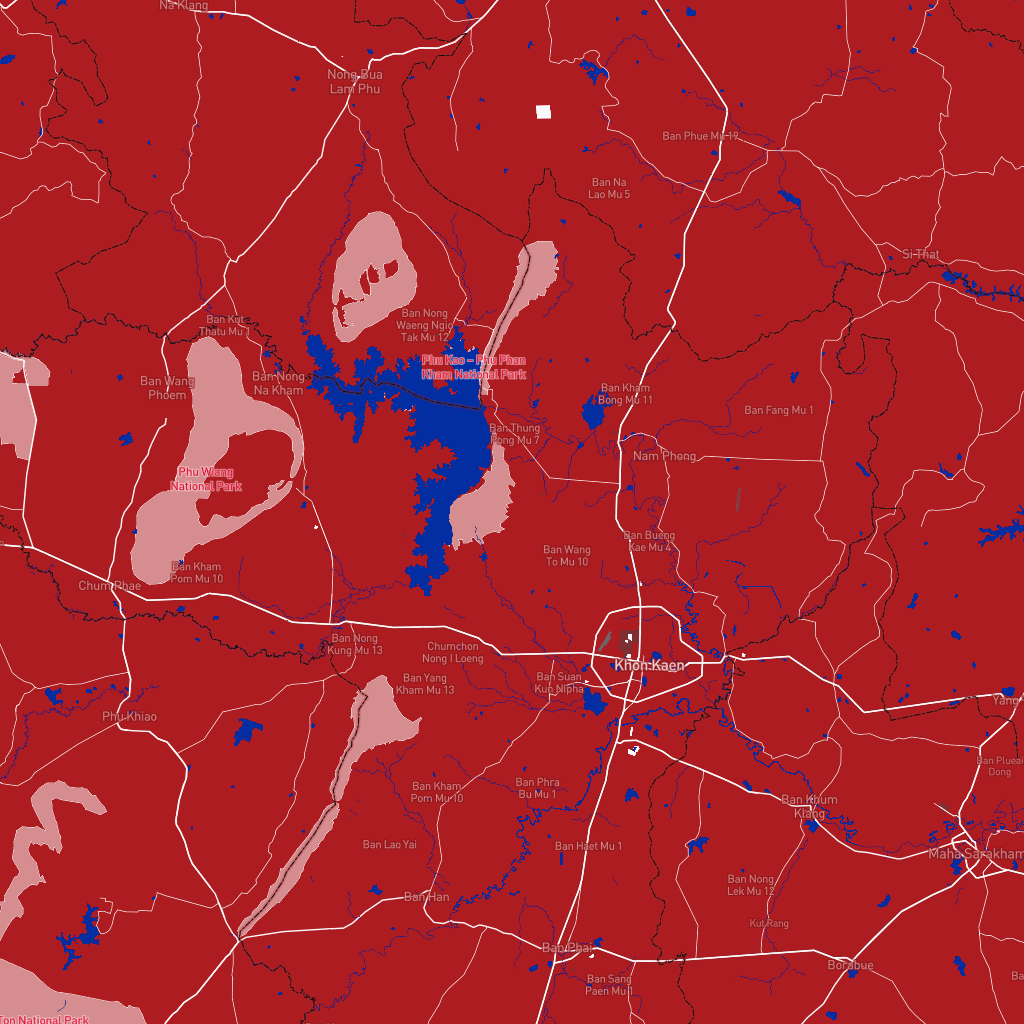 Na Klang
Nong Bua
Lam Phu
Ban Phue Mu 19
Ban Na
Lao Mu 5
Si That
Ban Kut
Thatu Mu
Ban Nong
Waeng Ngio
Tak Mu 12
Phu Kao – Phu Phan
Kham National Park
Ban Wang
Phoem
Ban Nong
Na Kham
Ban Kham
Bong Mu 11
Ban Fang Mu 1
Ban Thung
Pong Mu 7
Nam Phong
Phu Wiang
National Park
Ban Bueng
Kae Mu 4
Ban Wang
To Mu 10
Ban Kham
Pom Mu 10
Chum Phae
Ban Nong
Kung Mu 13
Chumchon
Nong I Loeng
Khon Kaen
Ban Yang
Kham Mu 13
Ban Suan
Kun Nipha
Yang
Phu Khiao
Ban Plueai
Dong
Ban Kham
Pom Mu 10
Ban Phra
Bu Mu 1
Ban Khum
Klang
Ban Lao Yai
Ban Haet Mu 1
Maha Sarakham
Ban Nong
Lek Mu 12
Ban Han
Kut Rang
Ban Phai
Borabue
Ban Sang
Paen Mu 1
Ba
Ton National Park